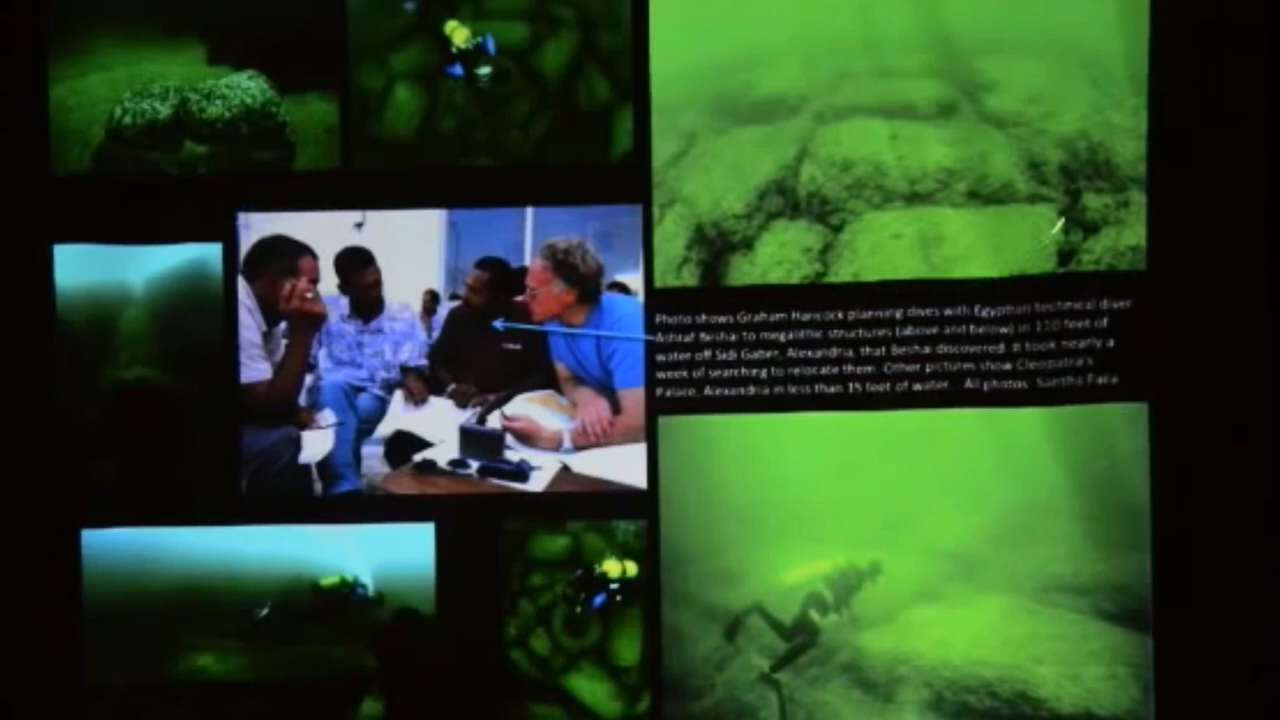 Photo shows Graham Hancock planning dives with Egyptian technical diver
Ashraf Beshai to megalithic structures (above and below) in 110 feet of
water off Sidi Gaber, Alexandria, that Beshai discovered. It took nearly a
week of searching to relocate them. Other pictures show Cleopatra's
Palace, Alexandria in less than 15 feet of water. All photos: Santha Faiia